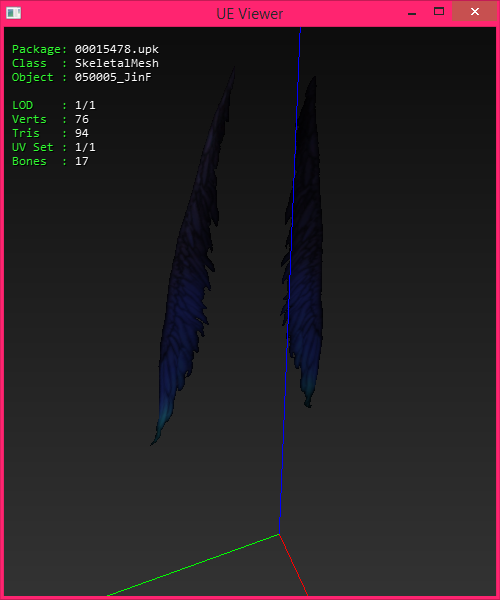 UE Viewer
Package: 00015478.upk
Class : SkeletalMesh
Object : 050005_JinF
LOD : 1/1
Verts : 76
Tris : 94
UV Set : 1/1
Bones : 17